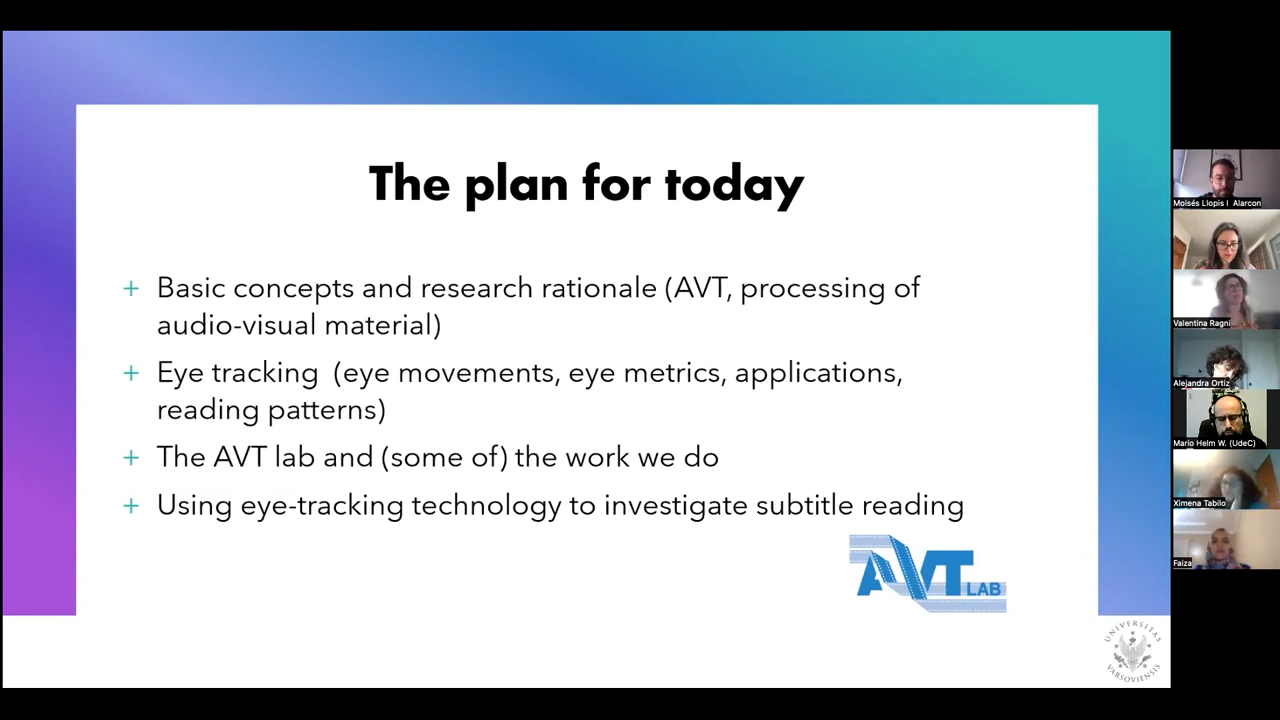 The plan for today
+ Basic concepts and research rationale (AVT, processing of
audio-visual material)
+ Eye tracking (eye movements, eye metrics, applications,
reading patterns)
+ The AVT lab and (some of) the work we do
+ Using eye-tracking technology to investigate subtitle reading
AVT LAB
UNIVERSITAS
VARSOVIENSIS
Moisés Llopis I Alarcon
Valentina Ragni
Alejandra Ortiz
Mario Helm W. (UdeC)
Ximena Tabilo
Faiza